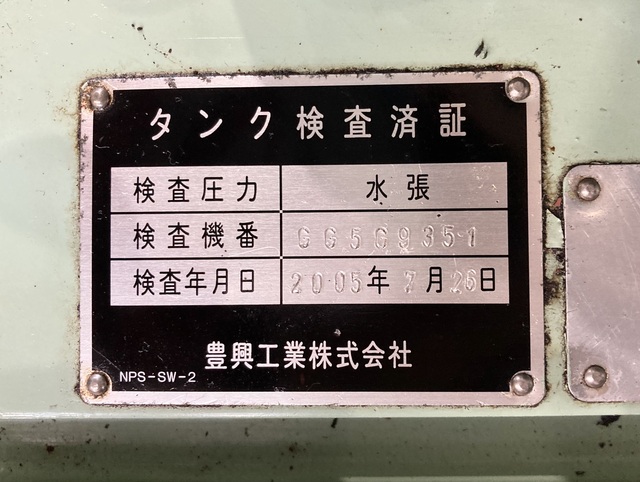 タンク検査済証
検査圧力 水張
検査機番 GG5G935-1
検査年月日 2005年 7月26日
豊興工業株式会社
NPS-SW-2